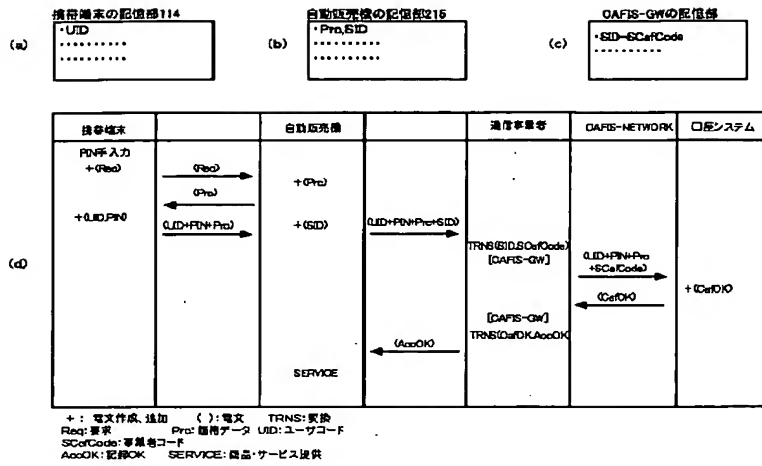 携帯端末の記憶部114
自動販売機の記憶部215
CAFIS-GWの記憶部
(a)
・UID
(b)
・Pro,SID
(c)
・SID-SCafCode
携帯端末
自動販売機
通信事業者
CAFIS-NETWORK
口座システム
PIN手入力
+(Req)
(Req)
+(Pro)
(Pro)
+(UID,PIN)
(UID+PIN+Pro)
+(SID)
(UID+PIN+Pro+SID)
TRNS(SID,SCafCode)
[CAFIS-GW]
(UID+PIN+Pro
+SCafCode)
(d)
+(CafOK)
(CafOK)
[CAFIS-GW]
TRNS(CafOK,AccOK)
(AccOK)
SERVICE
+ : 電文作成、追加 ( ):電文 TRNS:変換
Req:要求 Pro:価格データ UID:ユーザコード
SCafCode:事業者コード
AccOK:記録OK SERVICE:商品・サービス提供